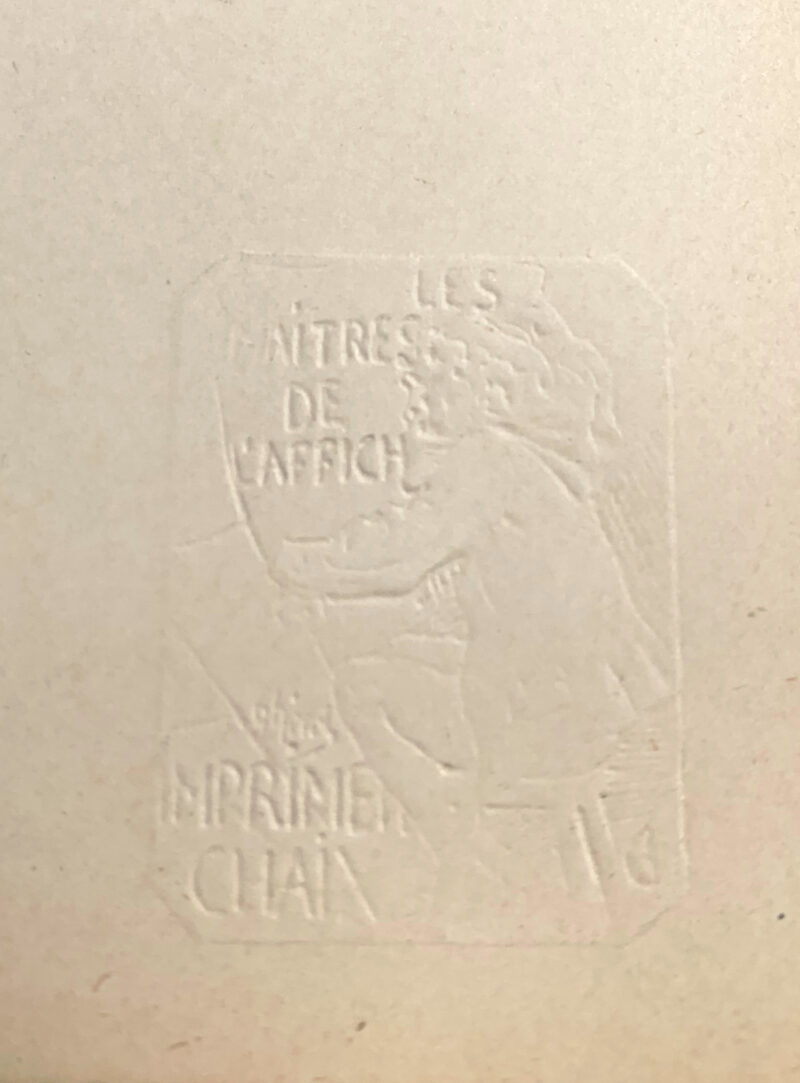 LES
MAÎTRES
DE
L'AFFICH
IMPRIMER
CHAIX